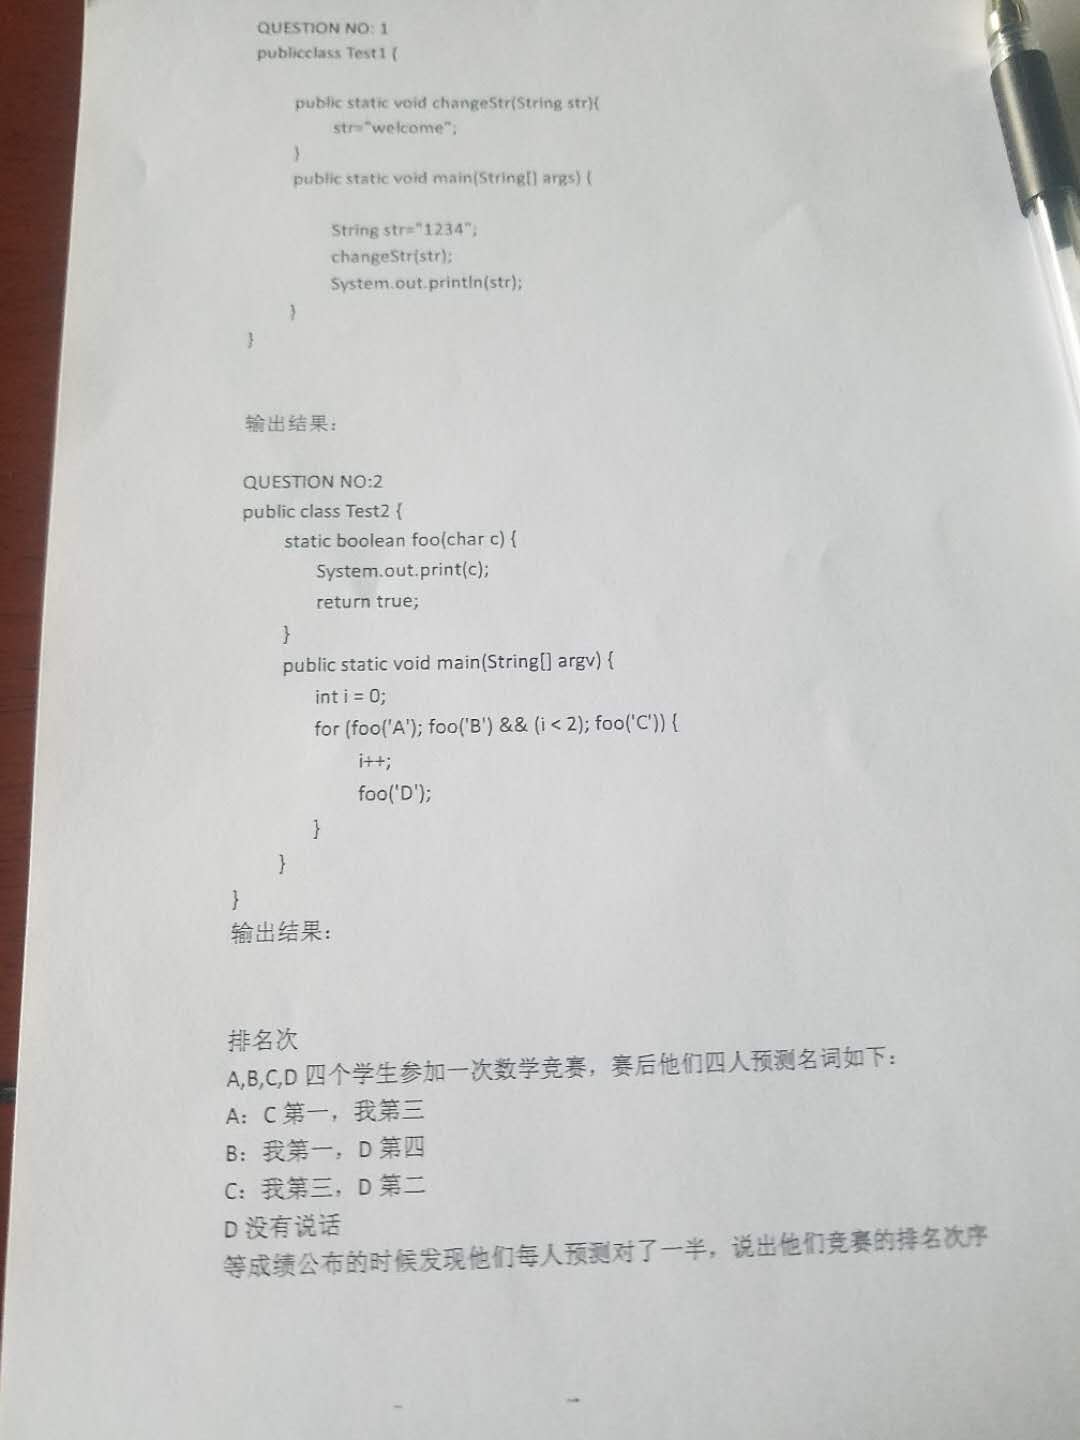 QUESTION NO: 1
publicclass Test1 {
public static void changeStr(String str){
str="welcome";
}
public static void main(String[] args) {
String str="1234";
changeStr(str);
System.out.println(str);
}
}
输出结果：
QUESTION NO:2
public class Test2 {
static boolean foo(char c) {
System.out.print(c);
return true;
}
public static void main(String[] argv) {
int i = 0;
for (foo('A'); foo('B') && (i < 2); foo('C')) {
i++;
foo('D');
}
}
}
输出结果：
排名次
A,B,C,D 四个学生参加一次数学竞赛，赛后他们四人预测名词如下：
A：C 第一，我第三
B：我第一，D 第四
C：我第三，D 第二
D 没有说话
等成绩公布的时候发现他们每人预测对了一半，说出他们竞赛的排名次序